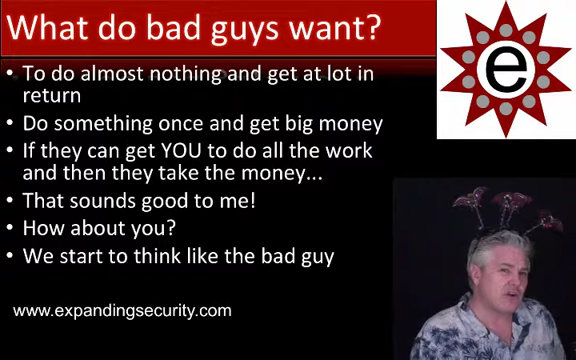 What do bad guys want?
• To do almost nothing and get at lot in
return
• Do something once and get big money
• If they can get YOU to do all the work
and then they take the money...
• That sounds good to me!
• How about you?
• We start to think like the bad guy
www.expandingsecurity.com
e